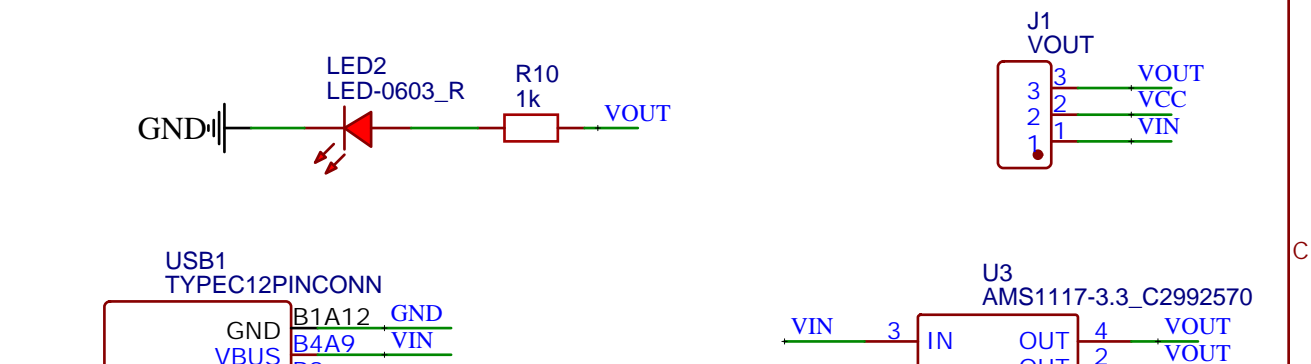 J1
VOUT
LED2
LED-0603_R
R10
1k
GND
VOUT
3 3 VOUT
2 2 VCC
1 1 VIN
USB1
TYPEC12PINCONN
GND B1A12 GND
VBUS B4A9 VIN
C
U3
AMS1117-3.3_C2992570
VIN 3 IN OUT 4 VOUT
OUT 2 VOUT